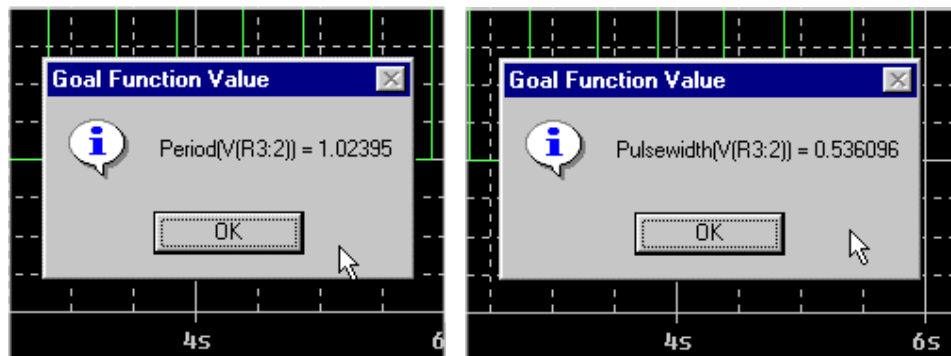 Goal Function Value
Period(V(R3:2)) = 1.02395
OK
4s
6
Goal Function Value
Pulsewidth(V(R3:2)) = 0.536096
OK
4s
6s